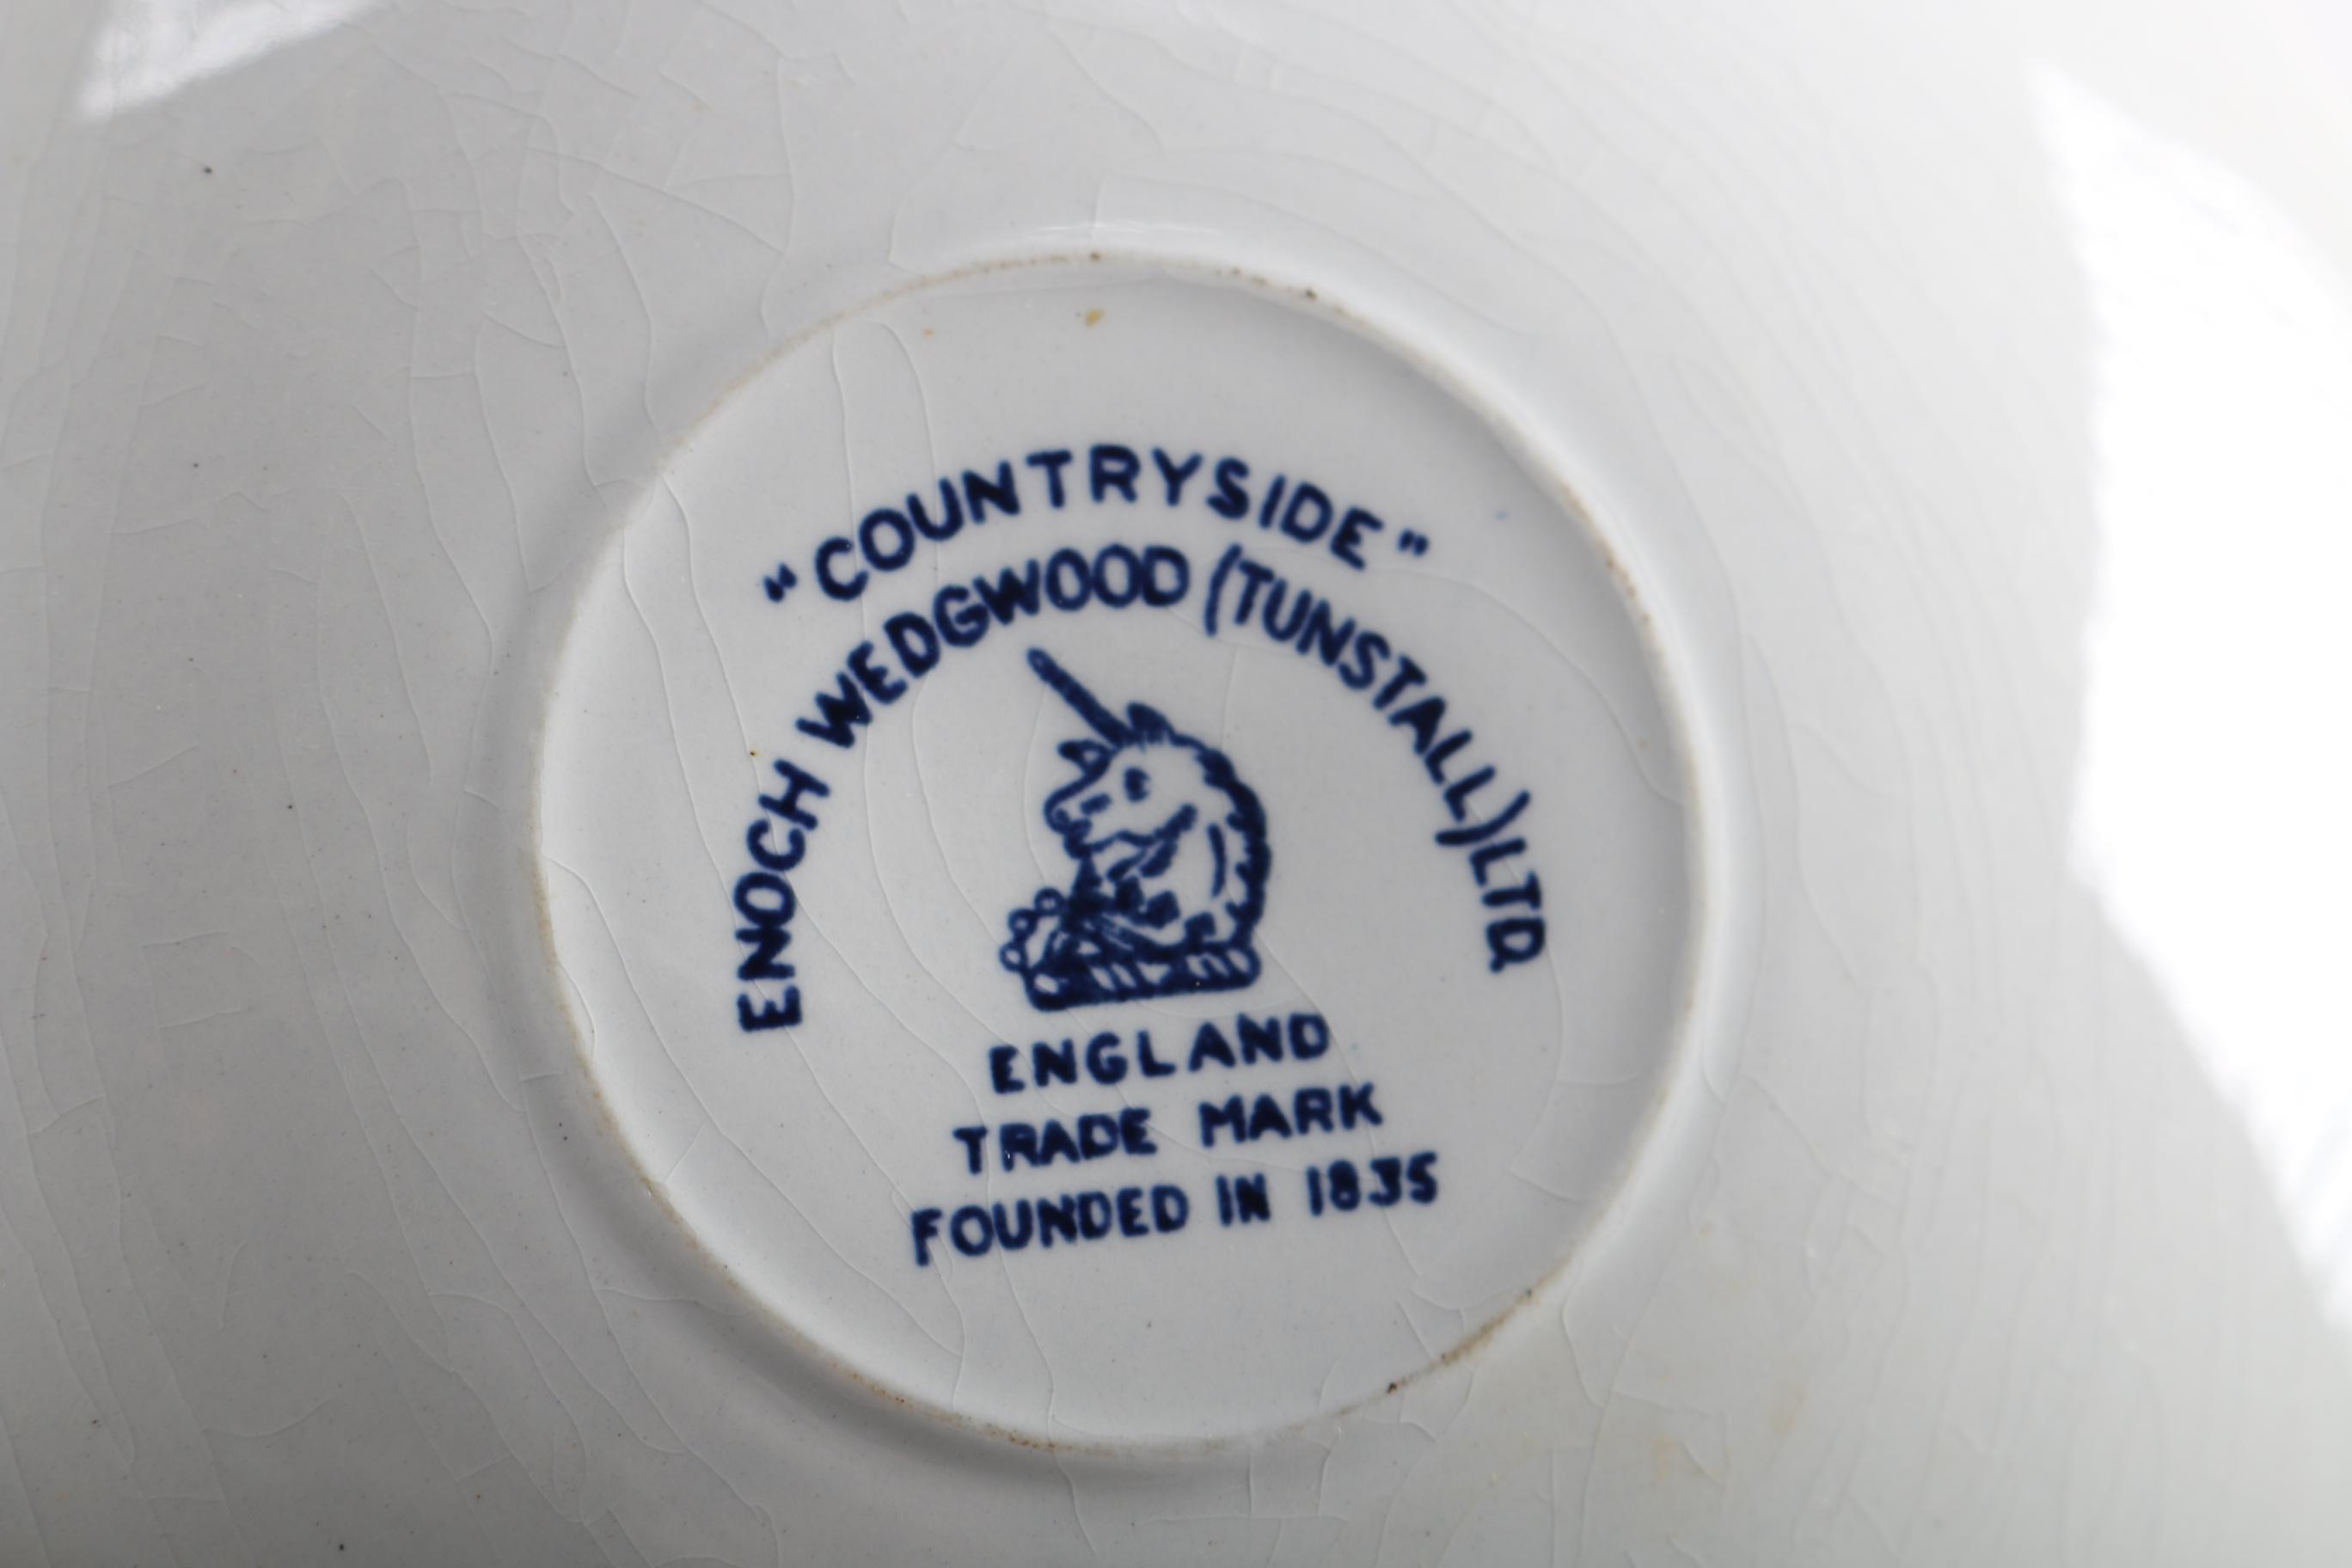 "COUNTRYSIDE"
ENOCH WEDGWOOD (TUNSTALL) LTD
ENGLAND
TRADE MARK
FOUNDED IN 1835